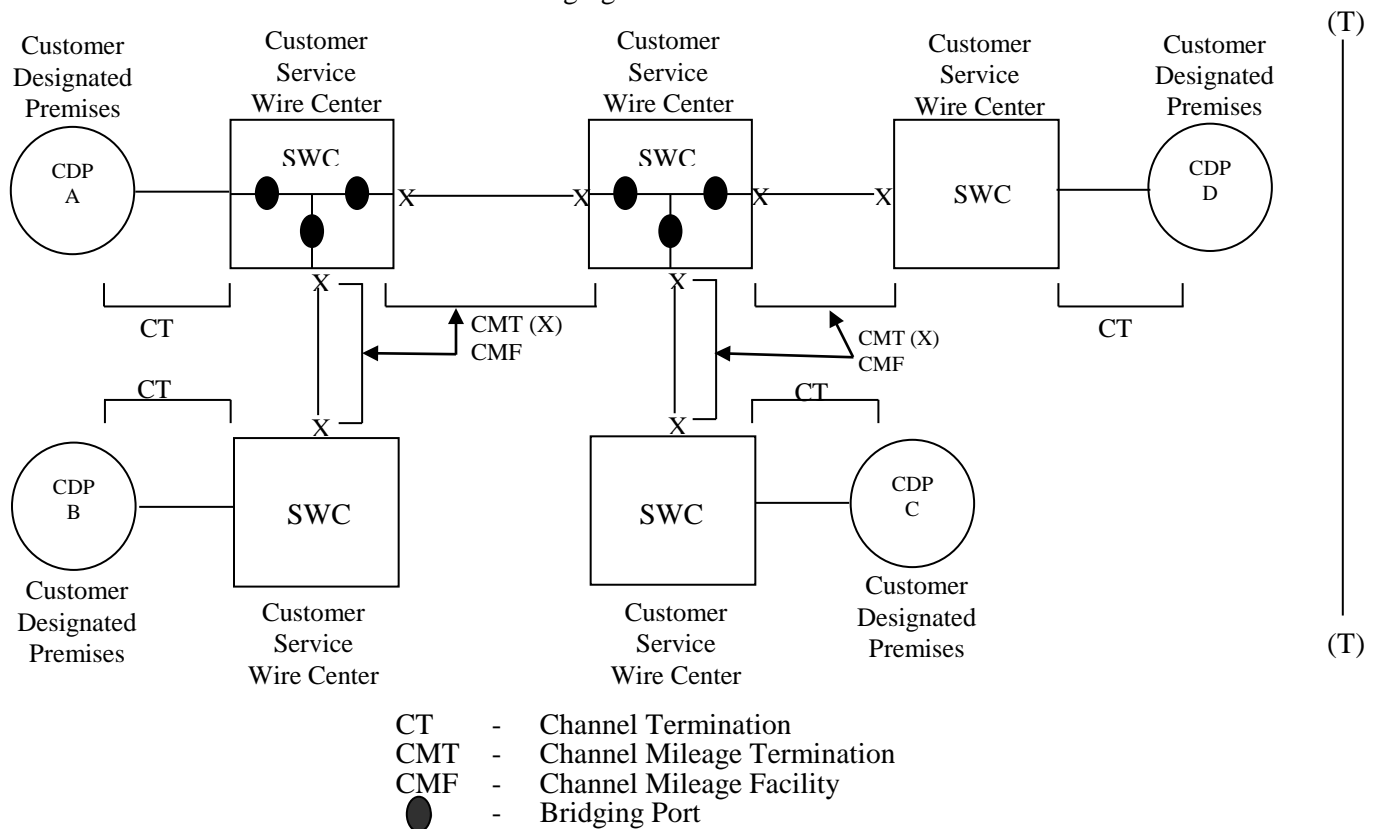 (T)
Customer
Designated
Premises
Customer
Service
Wire Center
Customer
Service
Wire Center
Customer
Service
Wire Center
Customer
Designated
Premises
CDP
A
SWC
X
X
SWC
X
X
SWC
CDP
D
X
X
CT
CMT (X)
CMF
CMT (X)
CMF
CT
CT
CT
X
X
CDP
B
SWC
SWC
CDP
C
Customer
Designated
Premises
Customer
Service
Wire Center
Customer
Service
Wire Center
Customer
Designated
Premises
(T)
CT - Channel Termination
CMT - Channel Mileage Termination
CMF - Channel Mileage Facility
- Bridging Port